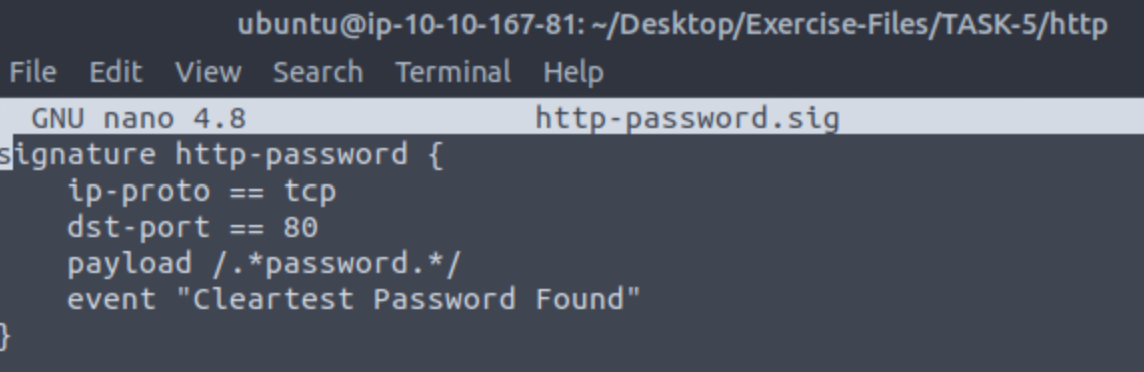 ubuntu@ip-10-10-167-81: ~/Desktop/Exercise-Files/TASK-5/http
File Edit View Search Terminal Help
GNU nano 4.8 http-password.sig
signature http-password {
    ip-proto == tcp
    dst-port == 80
    payload /.*password.*/
    event "Cleartest Password Found"
}